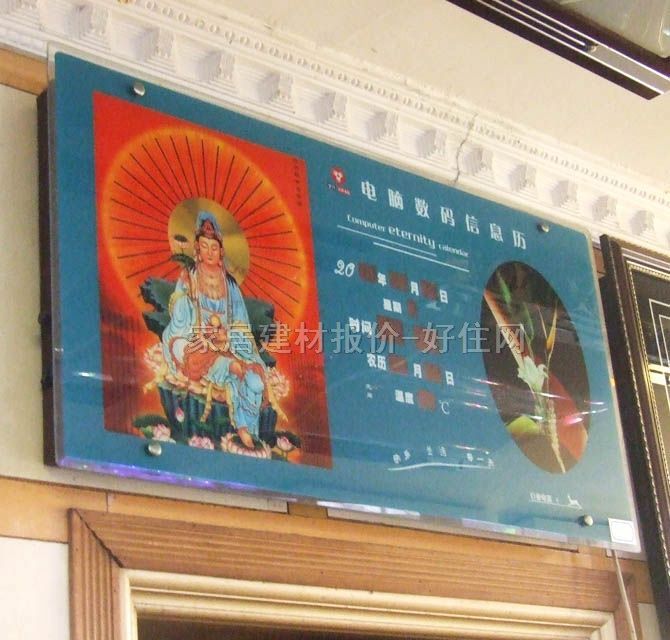 电脑数码信息历
Computer eternity calendar
20 年 月 日
星期
时间
农历 月 日
温度 ℃
家居建材报价-好住网